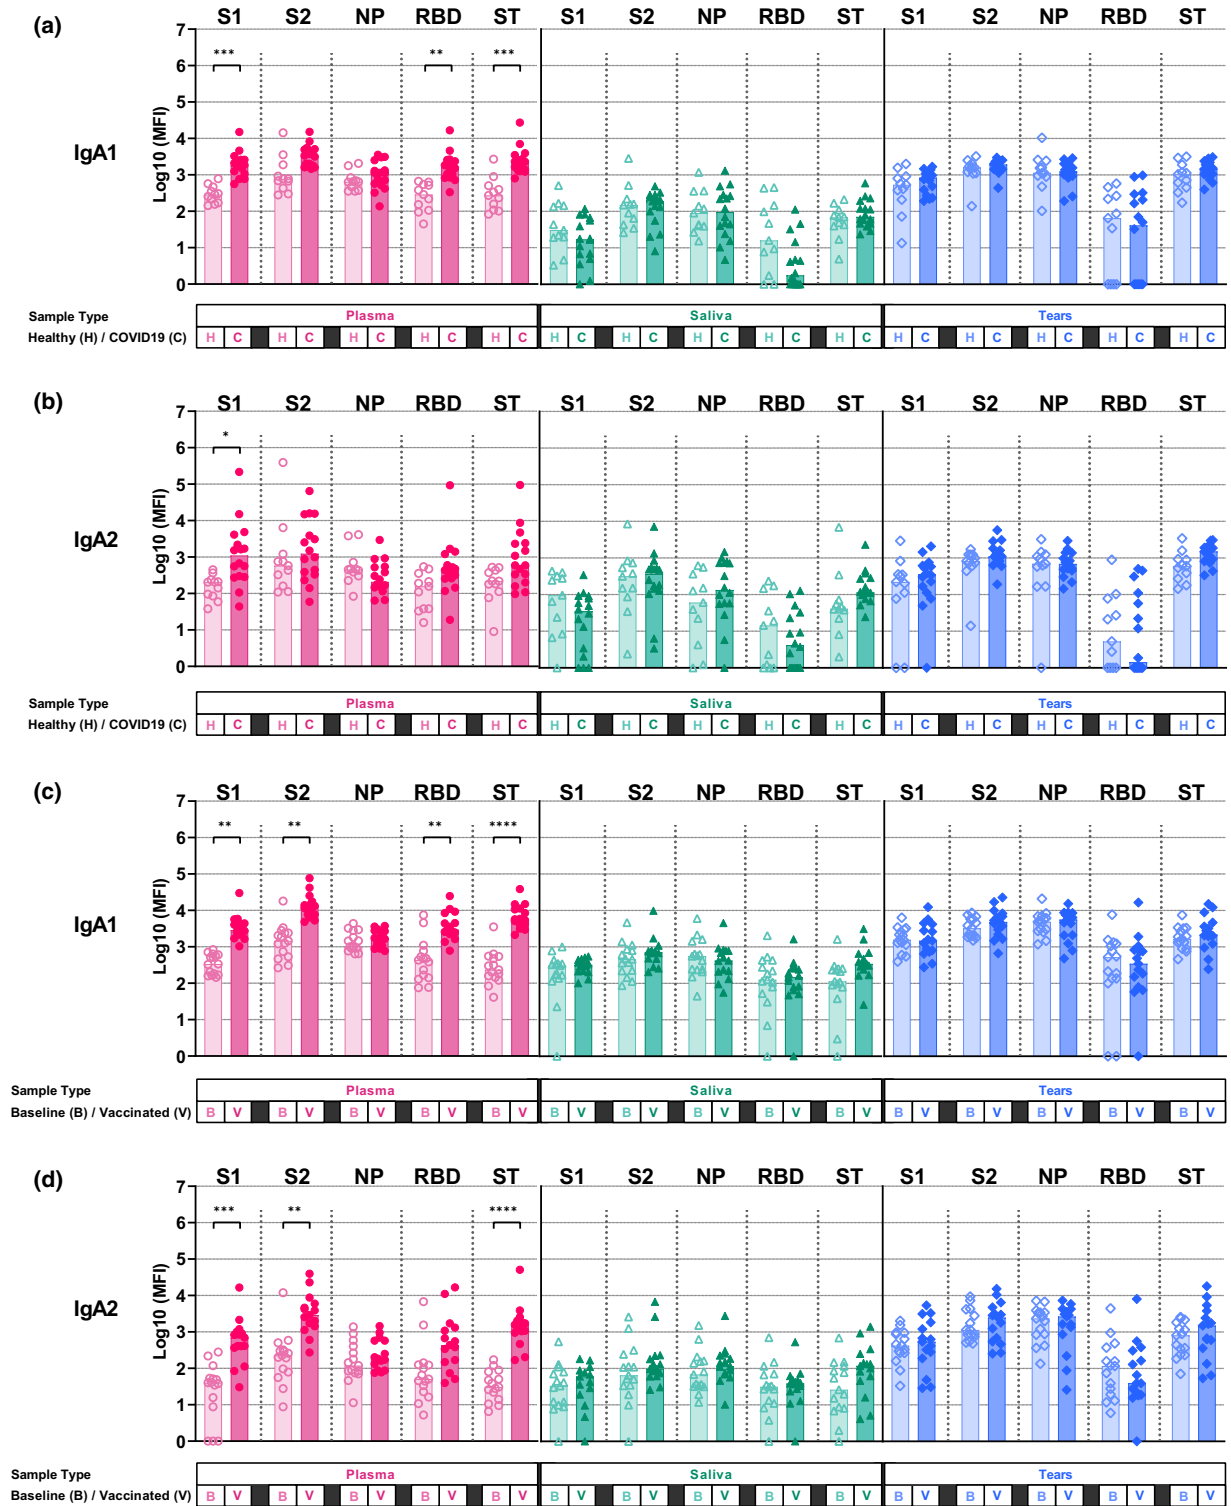 (a)
S1 S2 NP RBD ST S1 S2 NP RBD ST S1 S2 NP RBD ST
IgA1
Log10 (MFI)
7
6
5
4
3
2
1
0
*** ** ***
Sample Type Plasma Saliva Tears
Healthy (H) / COVID19 (C) H C H C H C H C H C H C H C H C H C H C H C H C H C H C H C
(b)
S1 S2 NP RBD ST S1 S2 NP RBD ST S1 S2 NP RBD ST
IgA2
Log10 (MFI)
7
6
5
4
3
2
1
0
*
Sample Type Plasma Saliva Tears
Healthy (H) / COVID19 (C) H C H C H C H C H C H C H C H C H C H C H C H C H C H C H C
(c)
S1 S2 NP RBD ST S1 S2 NP RBD ST S1 S2 NP RBD ST
IgA1
Log10 (MFI)
7
6
5
4
3
2
1
0
** ** ** ****
Sample Type Plasma Saliva Tears
Baseline (B) / Vaccinated (V) B V B V B V B V B V B V B V B V B V B V B V B V B V B V B V
(d)
S1 S2 NP RBD ST S1 S2 NP RBD ST S1 S2 NP RBD ST
IgA2
Log10 (MFI)
7
6
5
4
3
2
1
0
*** ** ****
Sample Type Plasma Saliva Tears
Baseline (B) / Vaccinated (V) B V B V B V B V B V B V B V B V B V B V B V B V B V B V B V